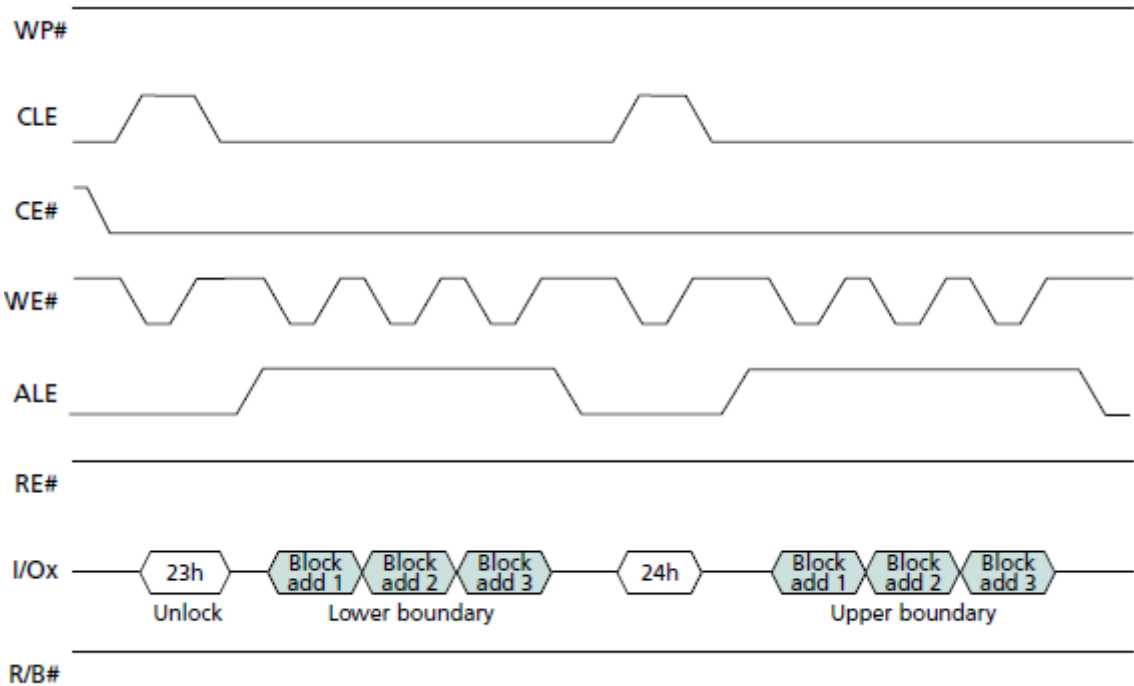 WP#
CLE
CE#
WE#
ALE
RE#
I/Ox
23h
Block
add 1
Block
add 2
Block
add 3
24h
Block
add 1
Block
add 2
Block
add 3
Unlock
Lower boundary
Upper boundary
R/B#